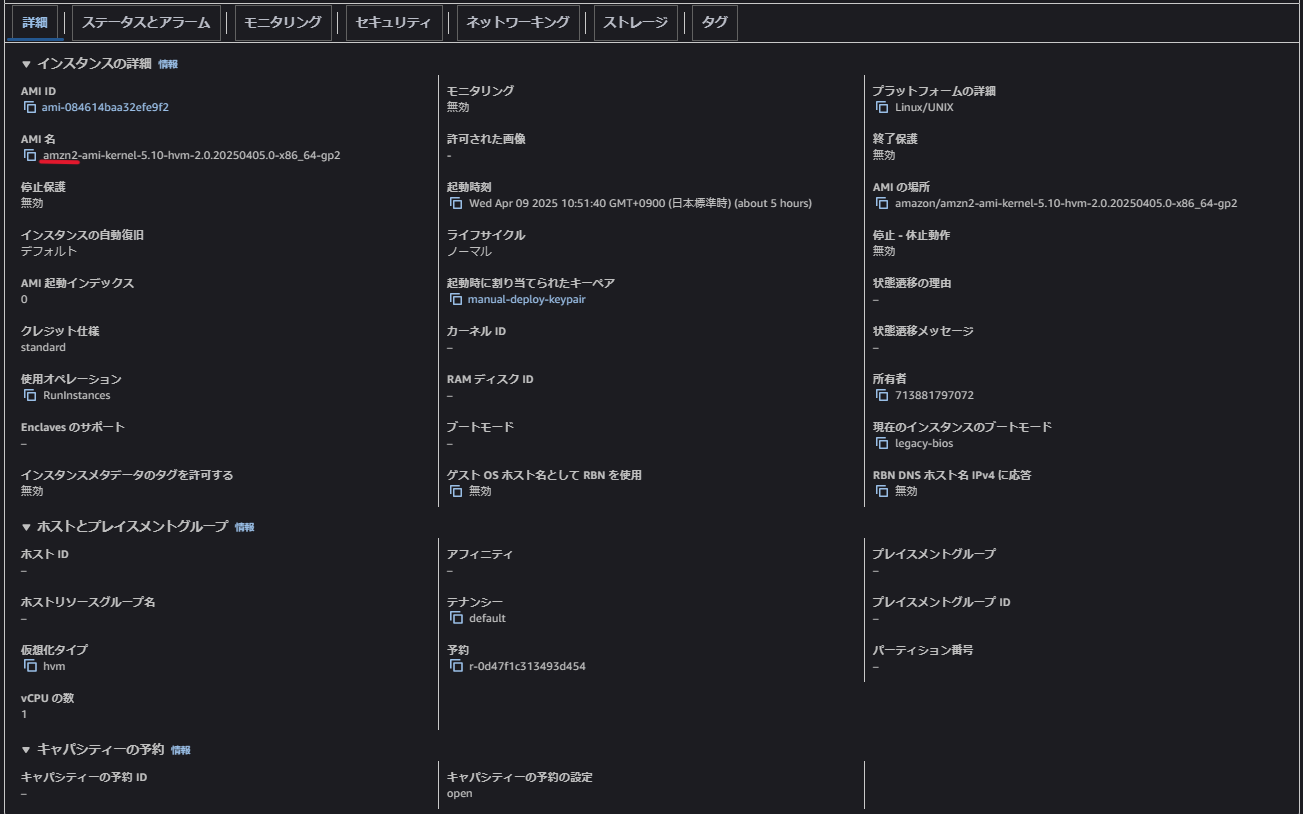 詳細
ステータスとアラーム
モニタリング
セキュリティ
ネットワーキング
ストレージ
タグ
▼ インスタンスの詳細 情報
AMI ID
ami-084614baa32efe9f2
モニタリング
無効
プラットフォームの詳細
Linux/UNIX
AMI 名
amzn2-ami-kernel-5.10-hvm-2.0.20250405.0-x86_64-gp2
許可された画像
-
終了保護
無効
停止保護
無効
起動時刻
Wed Apr 09 2025 10:51:40 GMT+0900 (日本標準時) (about 5 hours)
AMI の場所
amazon/amzn2-ami-kernel-5.10-hvm-2.0.20250405.0-x86_64-gp2
インスタンスの自動復旧
デフォルト
ライフサイクル
ノーマル
停止 - 休止動作
無効
AMI 起動インデックス
0
起動時に割り当てられたキーペア
manual-deploy-keypair
状態遷移の理由
–
クレジット仕様
standard
カーネル ID
–
状態遷移メッセージ
–
使用オペレーション
RunInstances
RAM ディスク ID
–
所有者
713881797072
Enclaves のサポート
–
ブートモード
–
現在のインスタンスのブートモード
legacy-bios
インスタンスメタデータのタグを許可する
無効
ゲスト OS ホスト名として RBN を使用
無効
RBN DNS ホスト名 IPv4 に応答
無効
▼ ホストとプレイスメントグループ 情報
ホスト ID
–
アフィニティ
–
プレイスメントグループ
–
ホストリソースグループ名
–
テナンシー
default
プレイスメントグループ ID
–
仮想化タイプ
hvm
予約
r-0d47f1c313493d454
パーティション番号
–
vCPU の数
1
▼ キャパシティーの予約 情報
キャパシティーの予約 ID
–
キャパシティーの予約の設定
open